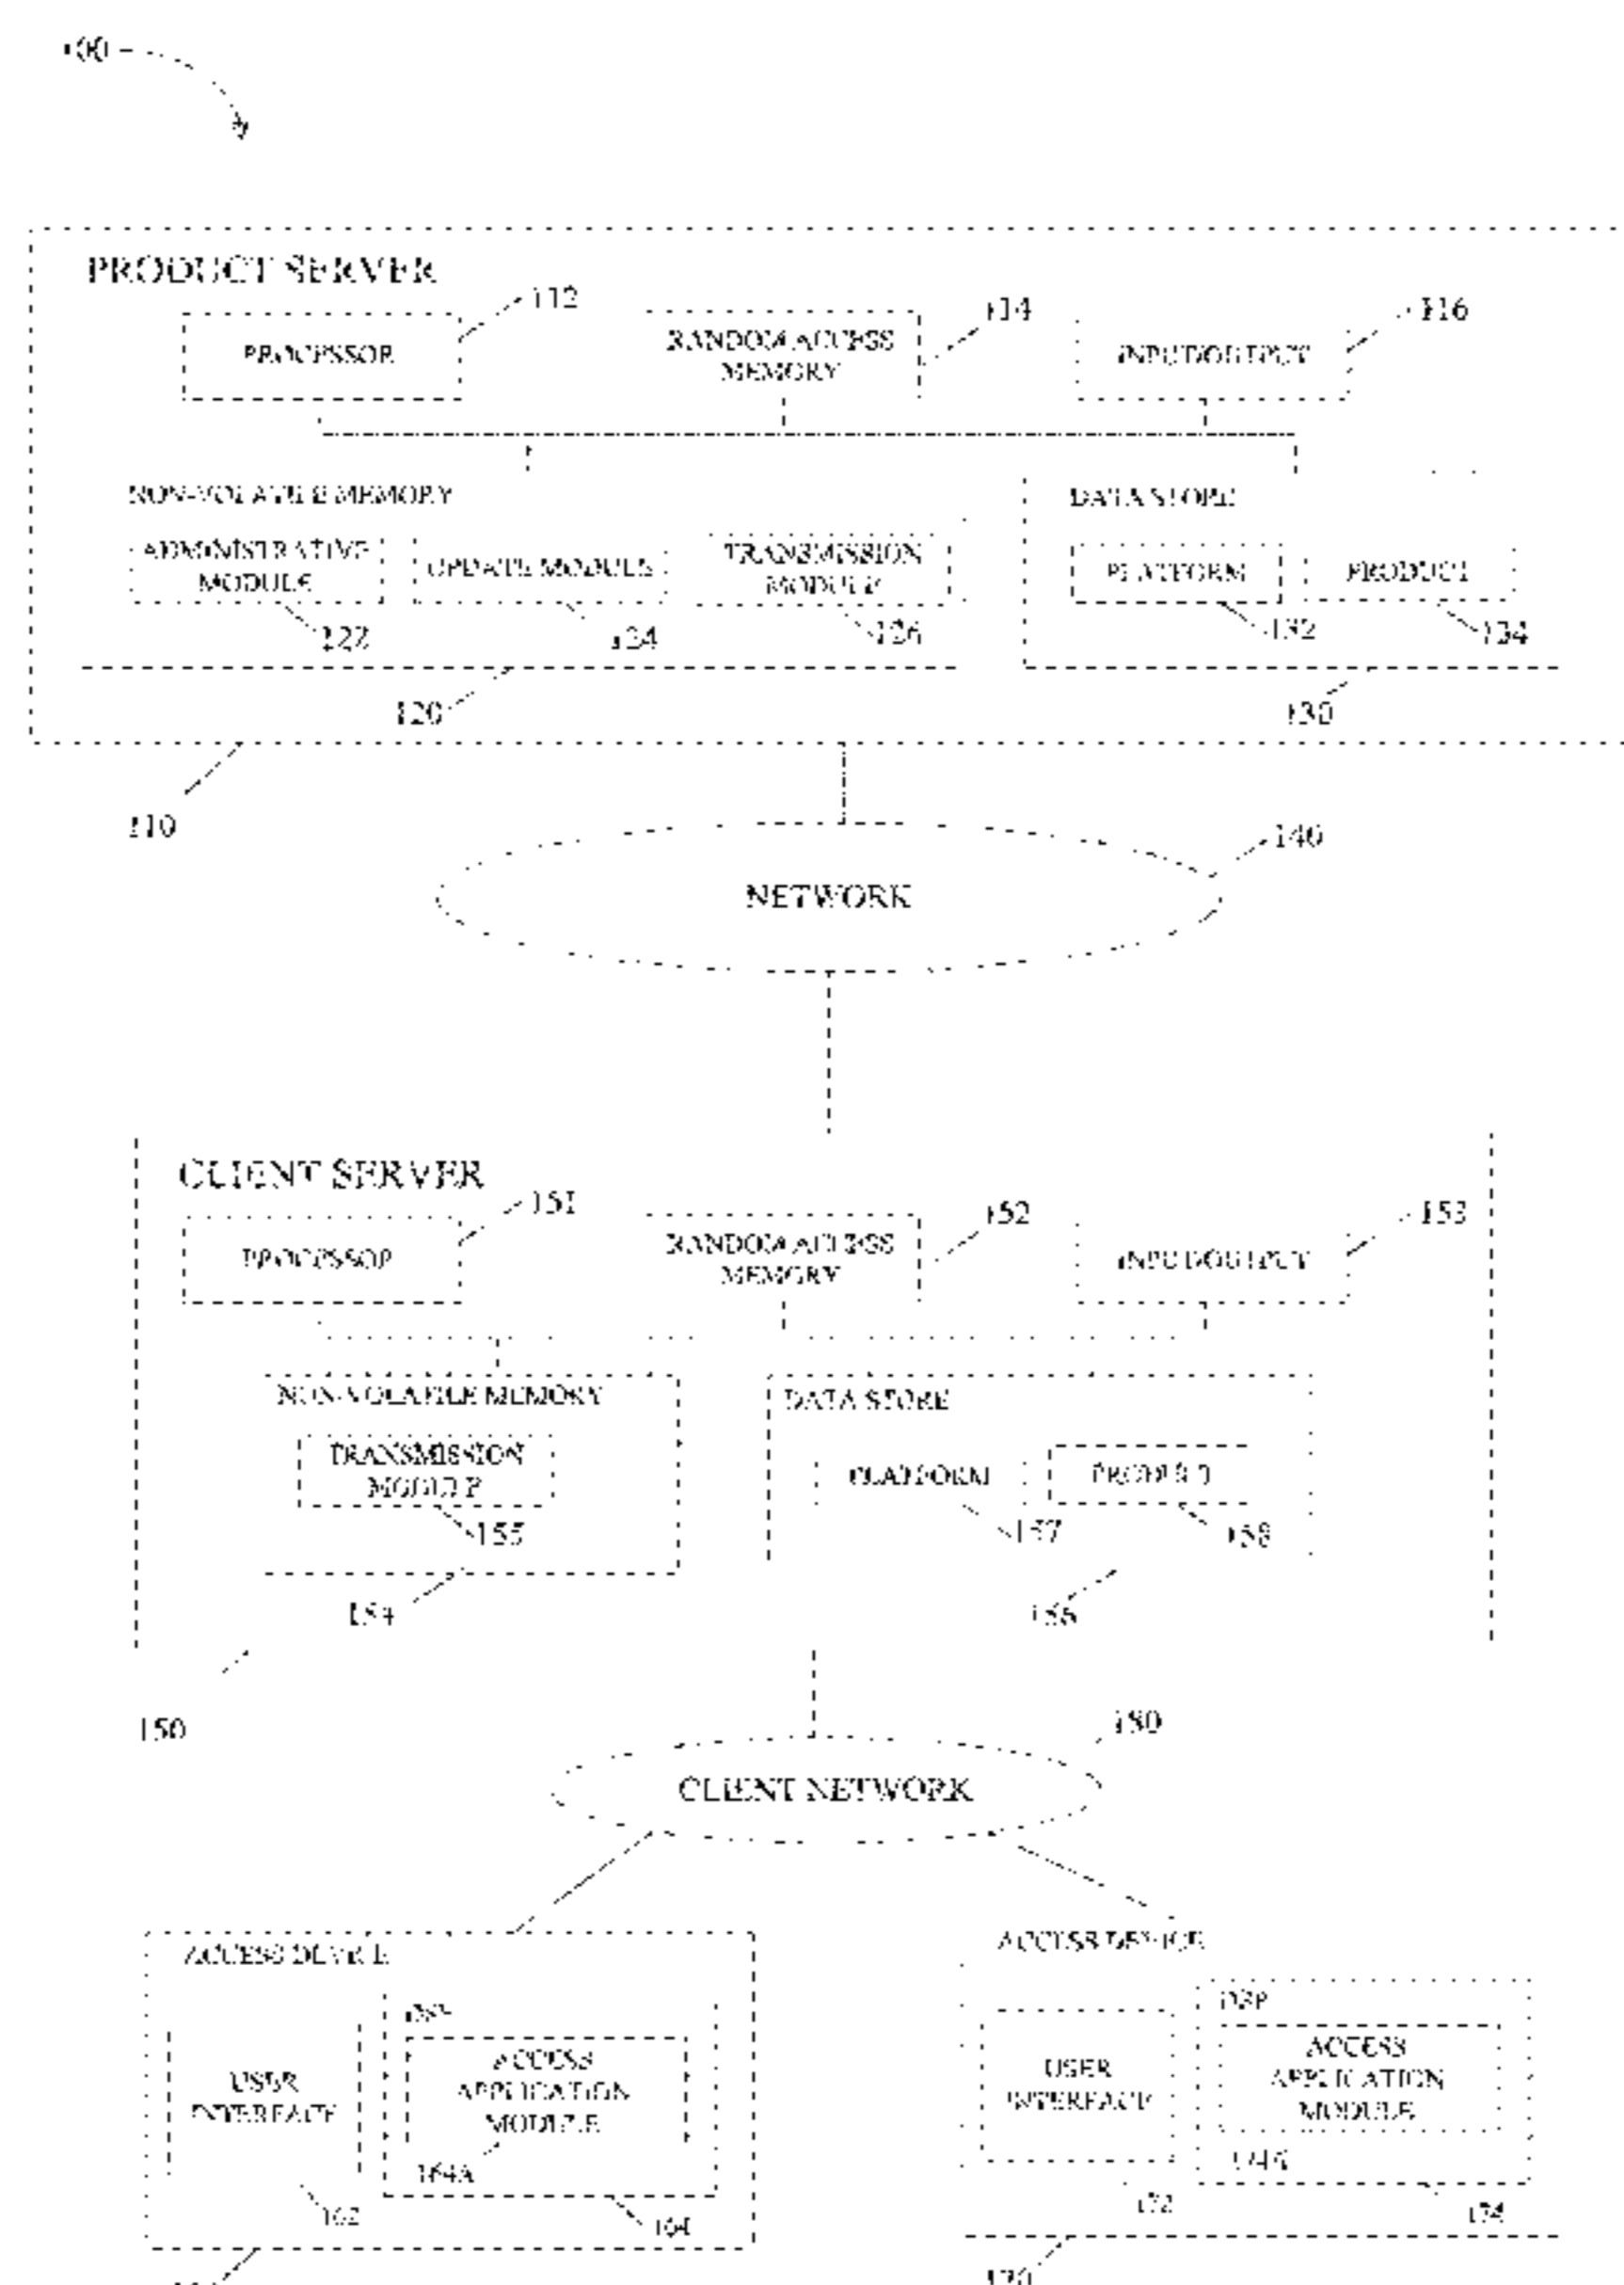 100
PRODUCT SERVER
112
114
116
PROCESSOR
RANDOM ACCESS
MEMORY
INPUT/OUTPUT
NON-VOLATILE MEMORY
DATA STORE
ADMINISTRATIVE
MODULE
UPDATE MODULE
TRANSMISSION
MODULE
PLATFORM
PRODUCT
122
124
126
132
134
120
130
110
140
NETWORK
CLIENT SERVER
151
152
153
PROCESSOR
RANDOM ACCESS
MEMORY
INPUT/OUTPUT
NON-VOLATILE MEMORY
DATA STORE
TRANSMISSION
MODULE
PLATFORM
PRODUCT
155
157
158
154
156
150
180
CLIENT NETWORK
ACCESS DEVICE
ACCESS DEVICE
USER
INTERFACE
ACCESS
APPLICATION
MODULE
164A
162
164
USER
INTERFACE
ACCESS
APPLICATION
MODULE
174A
172
174
170